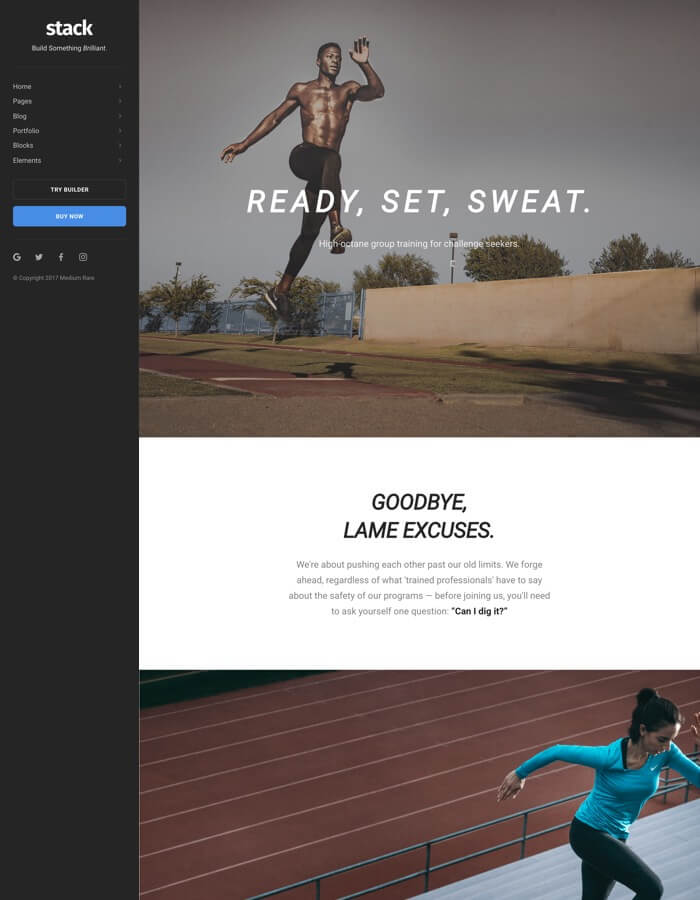 stack
Build Something Brilliant
Home
Pages
Blog
Portfolio
Blocks
Elements
TRY BUILDER
BUY NOW
© Copyright 2017 Medium Rare
READY, SET, SWEAT.
High-octane group training for challenge seekers.
GOODBYE,
LAME EXCUSES.
We're about pushing each other past our old limits. We forge
ahead, regardless of what 'trained professionals' have to say
about the safety of our programs — before joining us, you'll need
to ask yourself one question: "Can I dig it?"